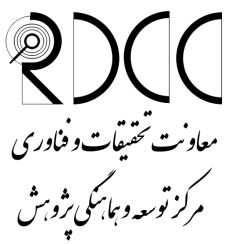 RDCC
معاونت تحقیقات و فناوری
مرکز توسعه و هماهنگی پژوهش